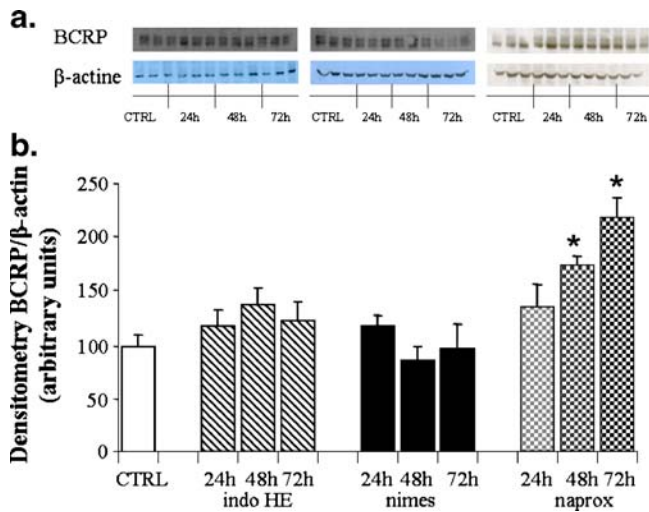 a.
BCRP
β-actine
CTRL 24h 48h 72h CTRL 24h 48h 72h CTRL 24h 48h 72h
b.
Densitometry BCRP/β-actin
(arbitrary units)
250
200
150
100
50
0
* *
CTRL 24h 48h 72h 24h 48h 72h 24h 48h 72h
indo HE nimes naprox